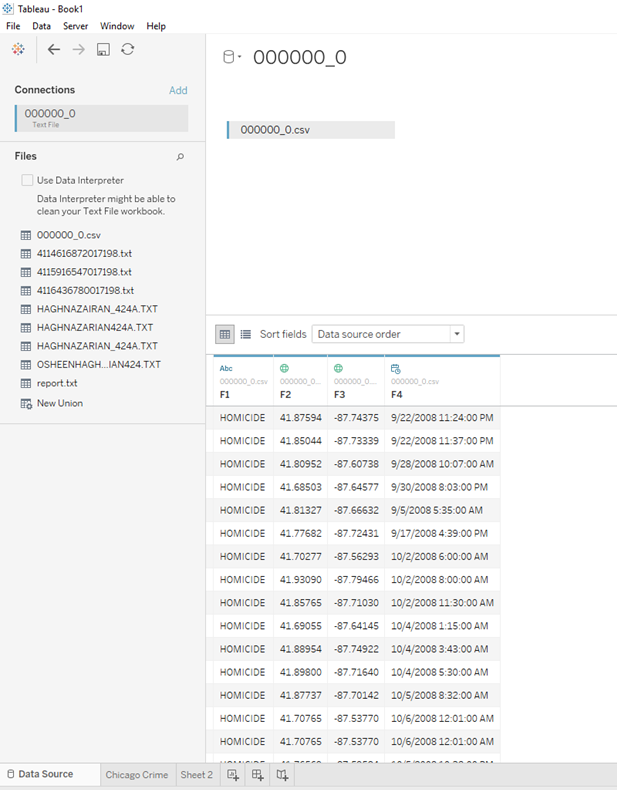 Tableau - Book1
File Data Server Window Help
Connections Add
000000_0
Text File
Files
Use Data Interpreter
Data Interpreter might be able to
clean your Text File workbook.
000000_0.csv
4114616872017198.txt
4115916547017198.txt
4116436780017198.txt
HAGHNAZAIRAN_424A.TXT
HAGHNAZARIAN424A.TXT
HAGHNAZARIAN_424A.TXT
OSHEENHAGH...IAN424.TXT
report.txt
New Union
000000_0
000000_0.csv
Sort fields Data source order
Abc
000000_0.csv 000000_0... 000000_0.... 000000_0.csv
F1 F2 F3 F4
HOMICIDE 41.87594 -87.74375 9/22/2008 11:24:00 PM
HOMICIDE 41.85044 -87.73339 9/22/2008 11:37:00 PM
HOMICIDE 41.80952 -87.60738 9/28/2008 10:07:00 AM
HOMICIDE 41.68503 -87.64577 9/30/2008 8:03:00 PM
HOMICIDE 41.81327 -87.66632 9/5/2008 5:35:00 AM
HOMICIDE 41.77682 -87.72431 9/17/2008 4:39:00 PM
HOMICIDE 41.70277 -87.56293 10/2/2008 6:00:00 AM
HOMICIDE 41.93090 -87.79466 10/2/2008 8:00:00 AM
HOMICIDE 41.85765 -87.71030 10/2/2008 11:30:00 AM
HOMICIDE 41.69055 -87.64145 10/4/2008 1:15:00 AM
HOMICIDE 41.88954 -87.74922 10/4/2008 3:43:00 AM
HOMICIDE 41.89800 -87.71640 10/4/2008 5:30:00 AM
HOMICIDE 41.87737 -87.70142 10/5/2008 8:32:00 AM
HOMICIDE 41.70765 -87.53770 10/6/2008 12:01:00 AM
HOMICIDE 41.70765 -87.53770 10/6/2008 12:01:00 AM
Data Source Chicago Crime Sheet 2